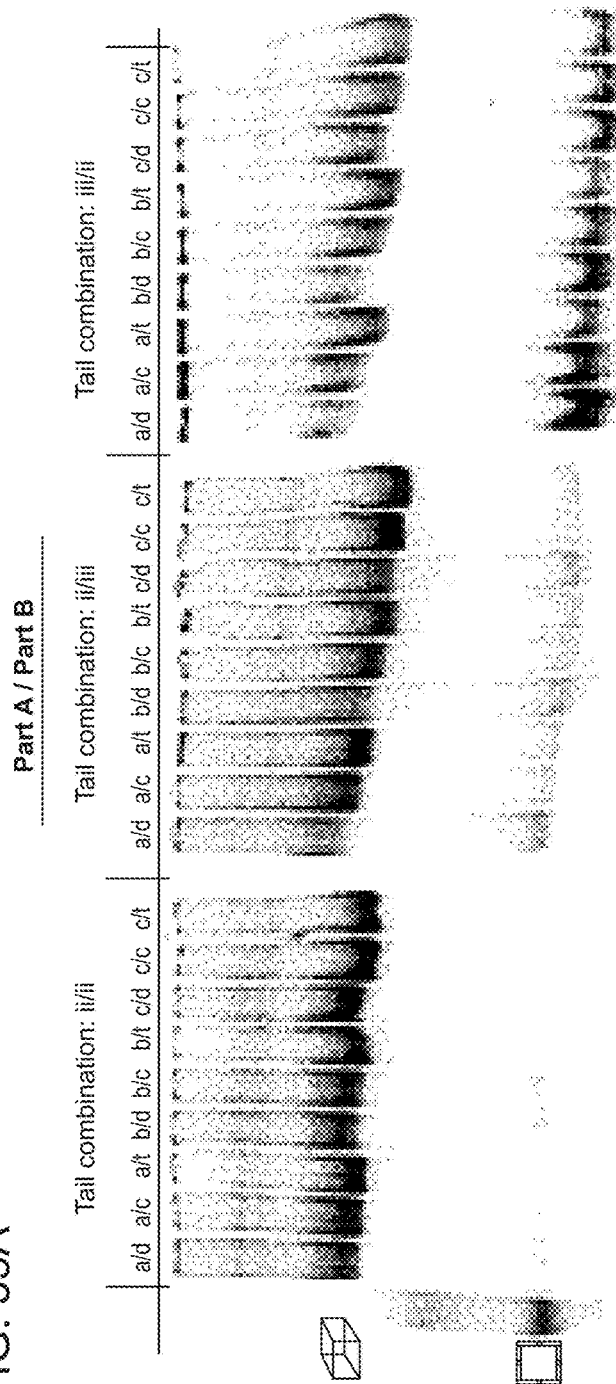 Part A / Part B
Tail combination: ii/ii
Tail combination: ii/iii
Tail combination: iii/ii
a/d a/c a/t b/d b/c b/t c/d c/c c/t
a/d a/c a/t b/d b/c b/t c/d c/c c/t
a/d a/c a/t b/d b/c b/t c/d c/c c/t